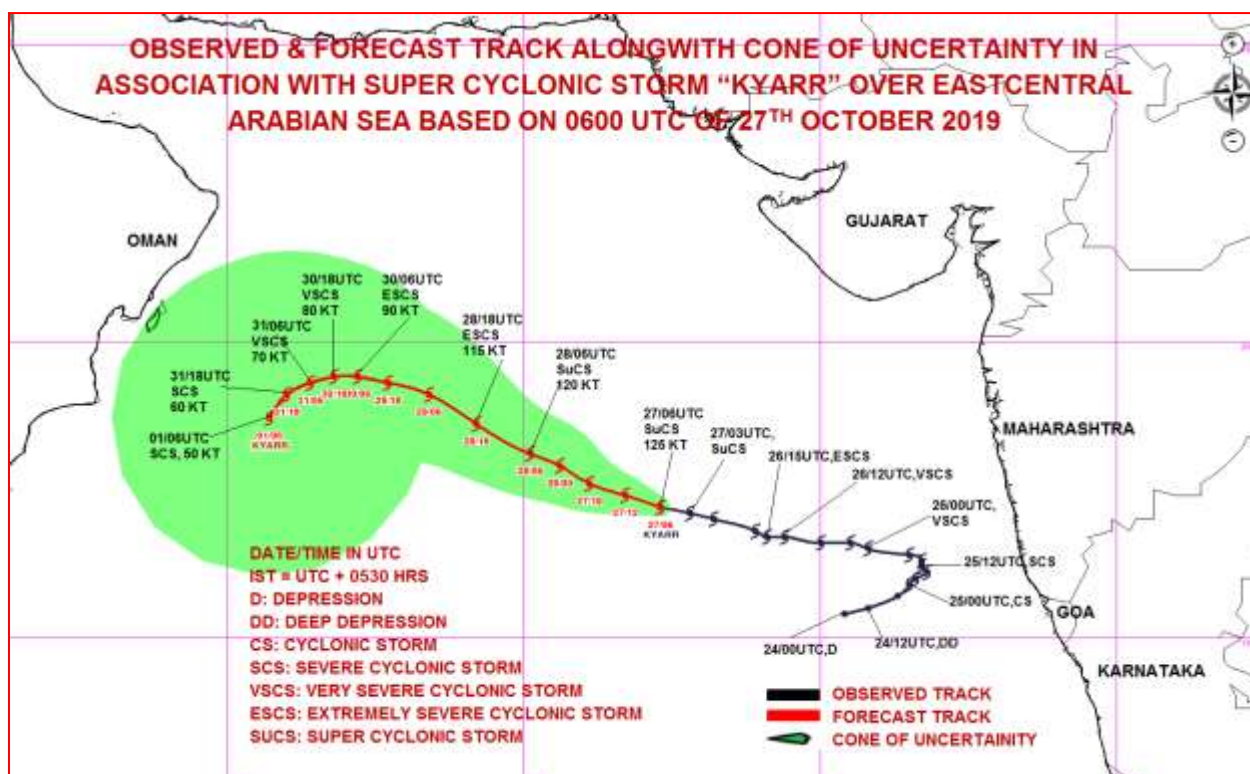 OBSERVED & FORECAST TRACK ALONGWITH CONE OF UNCERTAINTY IN
ASSOCIATION WITH SUPER CYCLONIC STORM “KYARR” OVER EASTCENTRAL
ARABIAN SEA BASED ON 0600 UTC OF 27TH OCTOBER 2019
OMAN
GUJARAT
MAHARASHTRA
GOA
KARNATAKA
30/18UTC
VSCS
80 KT
30/06UTC
ESCS
90 KT
28/18UTC
ESCS
115 KT
31/06UTC
VSCS
70 KT
28/06UTC
SuCS
120 KT
31/18UTC
SCS
60 KT
01/06UTC
SCS, 50 KT
27/06UTC
SuCS
125 KT
27/03UTC,
SuCS
26/15UTC,ESCS
26/12UTC,VSCS
26/00UTC,
VSCS
25/12UTC,SCS
25/00UTC,CS
24/12UTC,DD
24/00UTC,D
KYARR
27/12
27/06
KYARR
DATE/TIME IN UTC
IST = UTC + 0530 HRS
D: DEPRESSION
DD: DEEP DEPRESSION
CS: CYCLONIC STORM
SCS: SEVERE CYCLONIC STORM
VSCS: VERY SEVERE CYCLONIC STORM
ESCS: EXTREMELY SEVERE CYCLONIC STORM
SUCS: SUPER CYCLONIC STORM
OBSERVED TRACK
FORECAST TRACK
CONE OF UNCERTAINITY